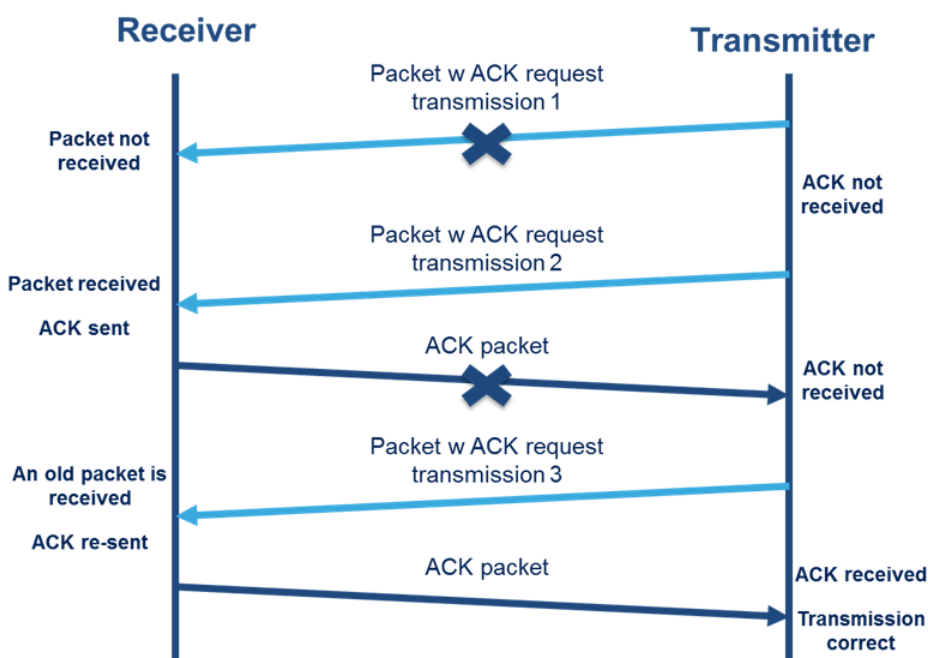 Receiver
Transmitter
Packet w ACK request
transmission 1
Packet not
received
ACK not
received
Packet w ACK request
transmission 2
Packet received
ACK sent
ACK packet
ACK not
received
Packet w ACK request
transmission 3
An old packet is
received
ACK re-sent
ACK packet
ACK received
Transmission
correct